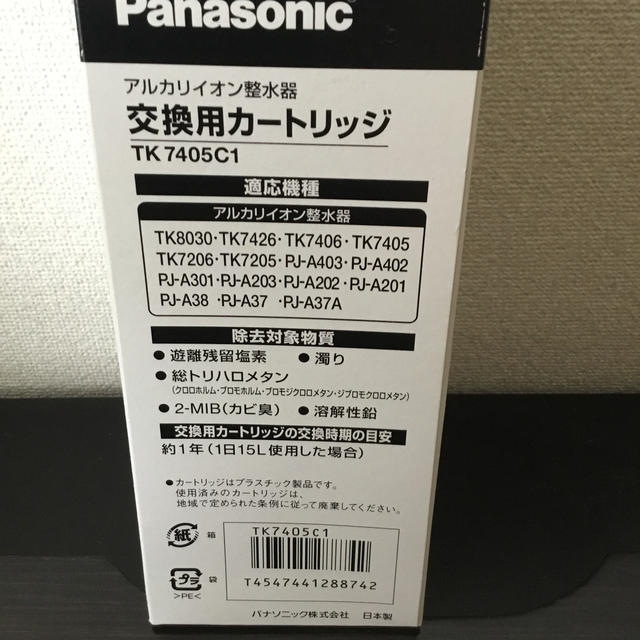 Panasonic
アルカリイオン整水器
交換用カートリッジ
TK7405C1
適応機種
アルカリイオン整水器
TK8030・TK7426・TK7406・TK7405
TK7206・TK7205・PJ-A403・PJ-A402
PJ-A301・PJ-A203・PJ-A202・PJ-A201
PJ-A38・PJ-A37・PJ-A37A
除去対象物質
●遊離残留塩素 ●濁り
●総トリハロメタン
(クロロホルム・ブロモホルム・ブロモジクロロメタン・ジブロモクロロメタン)
●2-MIB(カビ臭) ●溶解性鉛
交換用カートリッジの交換時期の目安
約1年(1日15L使用した場合)
●カートリッジはプラスチック製品です。
使用済みのカートリッジは、
地域で定められた条例に従って廃棄してください。
紙 箱
TK7405C1
プラ 袋
T4547441288742
>PE<
パナソニック株式会社 日本製